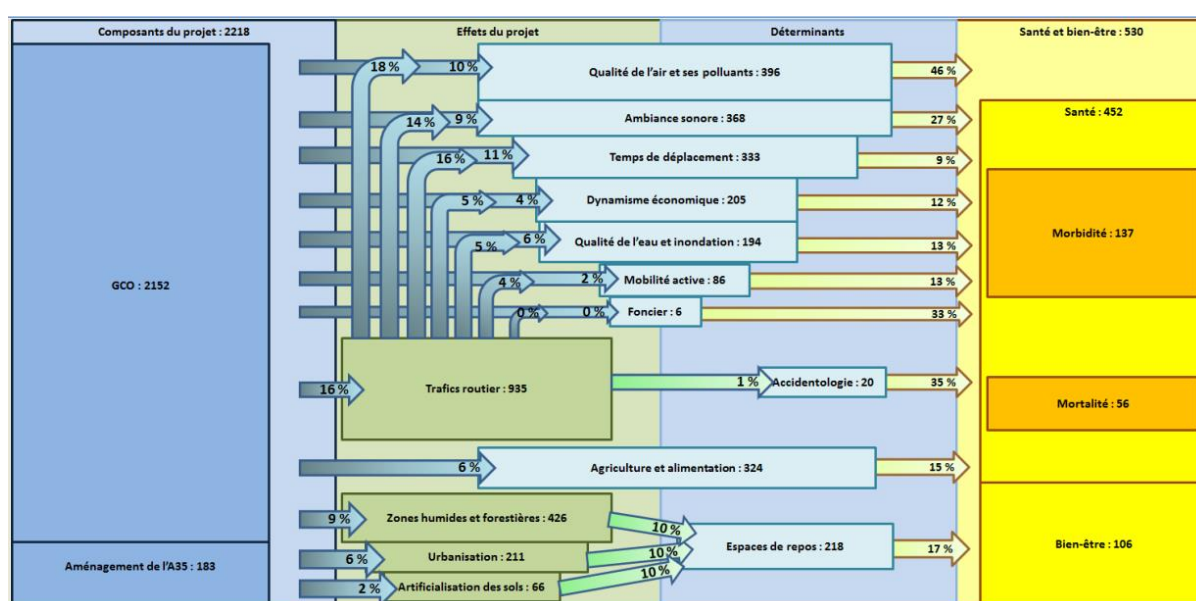 Composants du projet : 2218
Effets du projet
Déterminants
Santé et bien-être : 530
18 %
10 %
Qualité de l'air et ses polluants : 396
46 %
14 %
9 %
Ambiance sonore : 368
27 %
Santé : 452
16 %
11 %
Temps de déplacement : 333
9 %
5 %
4 %
Dynamisme économique : 205
12 %
5 %
6 %
Qualité de l'eau et inondation : 194
13 %
Morbidité : 137
GCO : 2152
4 %
2 %
Mobilité active : 86
13 %
0 %
0 %
Foncier : 6
33 %
16 %
Trafics routier : 935
1 %
Accidentologie : 20
35 %
Mortalité : 56
6 %
Agriculture et alimentation : 324
15 %
9 %
Zones humides et forestières : 426
10 %
Espaces de repos : 218
17 %
Bien-être : 106
Aménagement de l'A35 : 183
6 %
Urbanisation : 211
10 %
2 %
Artificialisation des sols : 66
10 %